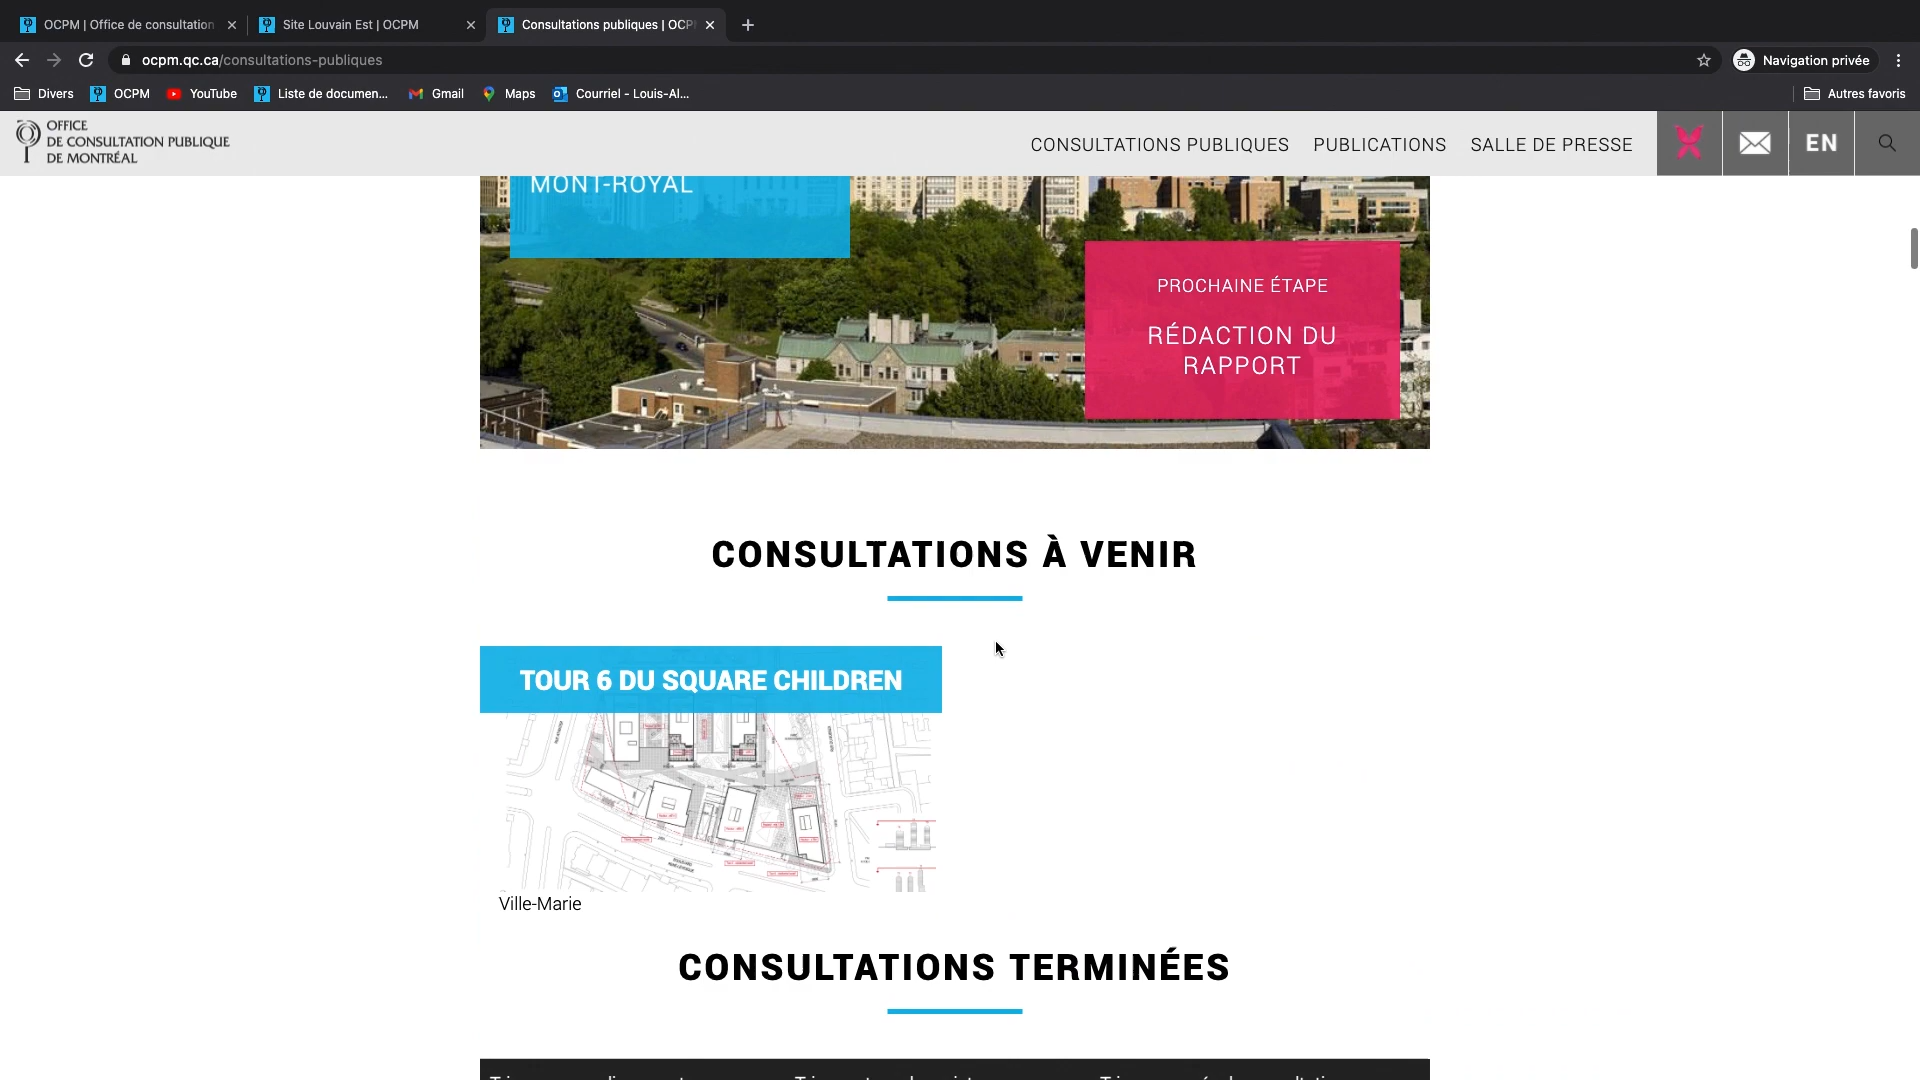 OCPM | Office de consultation
Site Louvain Est | OCPM
Consultations publiques | OCP
ocpm.qc.ca/consultations-publiques
Navigation privée
Divers
OCPM
YouTube
Liste de documen...
Gmail
Maps
Courriel - Louis-Al...
Autres favoris
OFFICE
DE CONSULTATION PUBLIQUE
DE MONTRÉAL
CONSULTATIONS PUBLIQUES
PUBLICATIONS
SALLE DE PRESSE
EN
MONT-ROYAL
PROCHAINE ÉTAPE
RÉDACTION DU
RAPPORT
CONSULTATIONS À VENIR
TOUR 6 DU SQUARE CHILDREN
Ville-Marie
CONSULTATIONS TERMINÉES